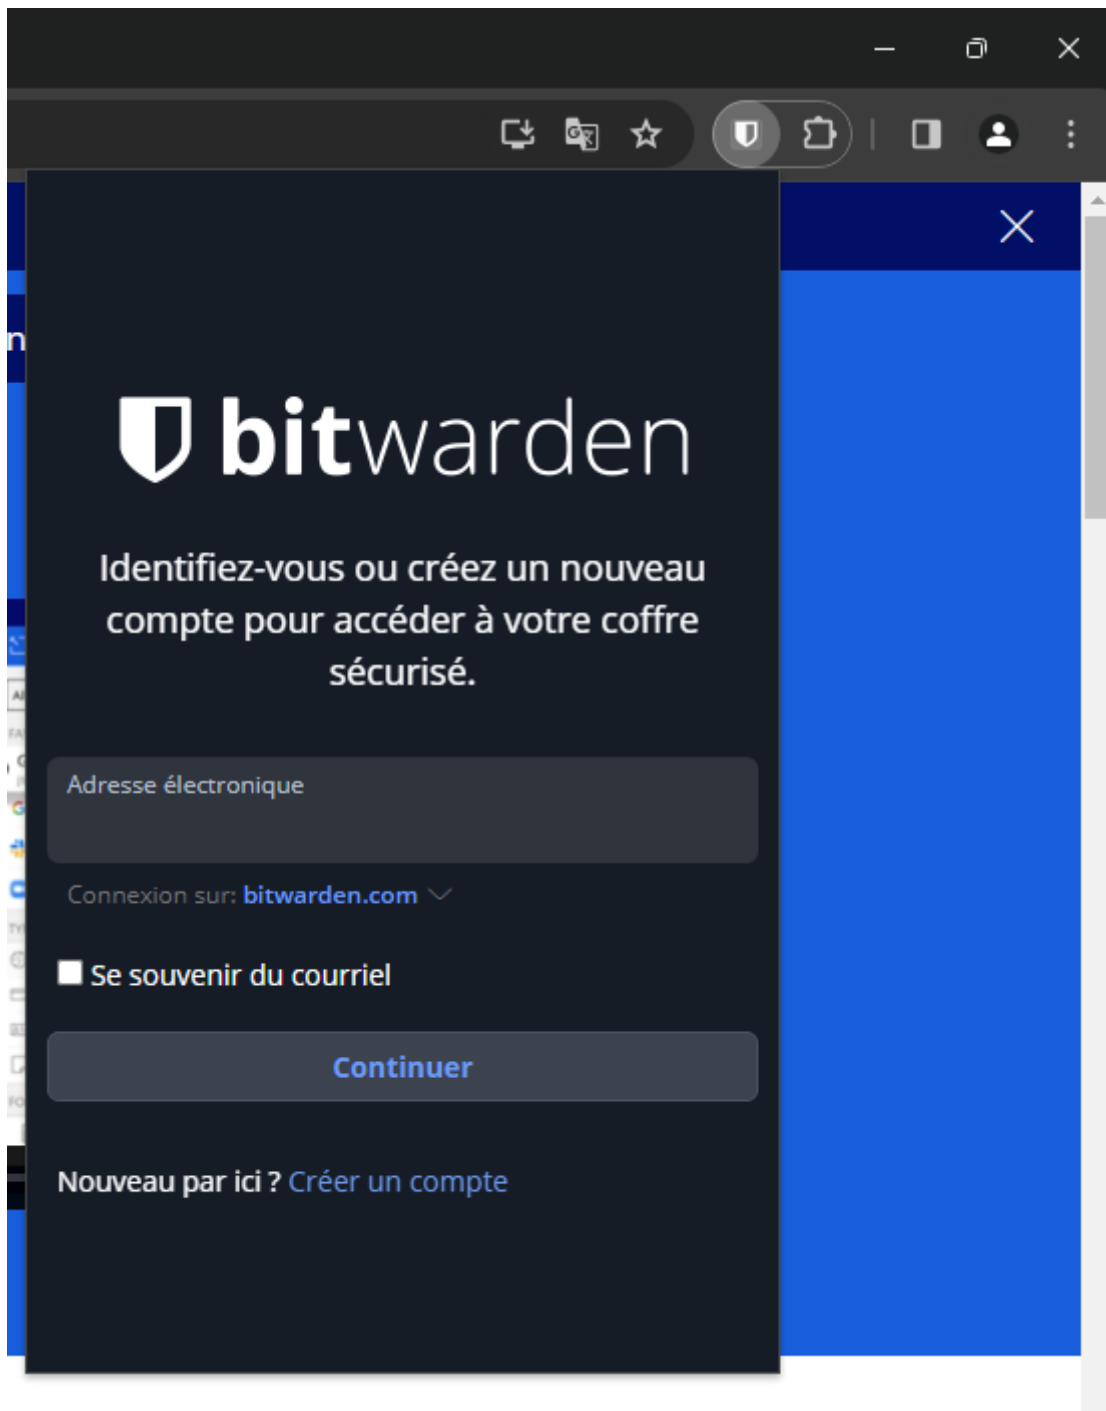 bitwarden
Identifiez-vous ou créez un nouveau
compte pour accéder à votre coffre
sécurisé.
Adresse électronique
Connexion sur: bitwarden.com
Se souvenir du courriel
Continuer
Nouveau par ici ? Créer un compte